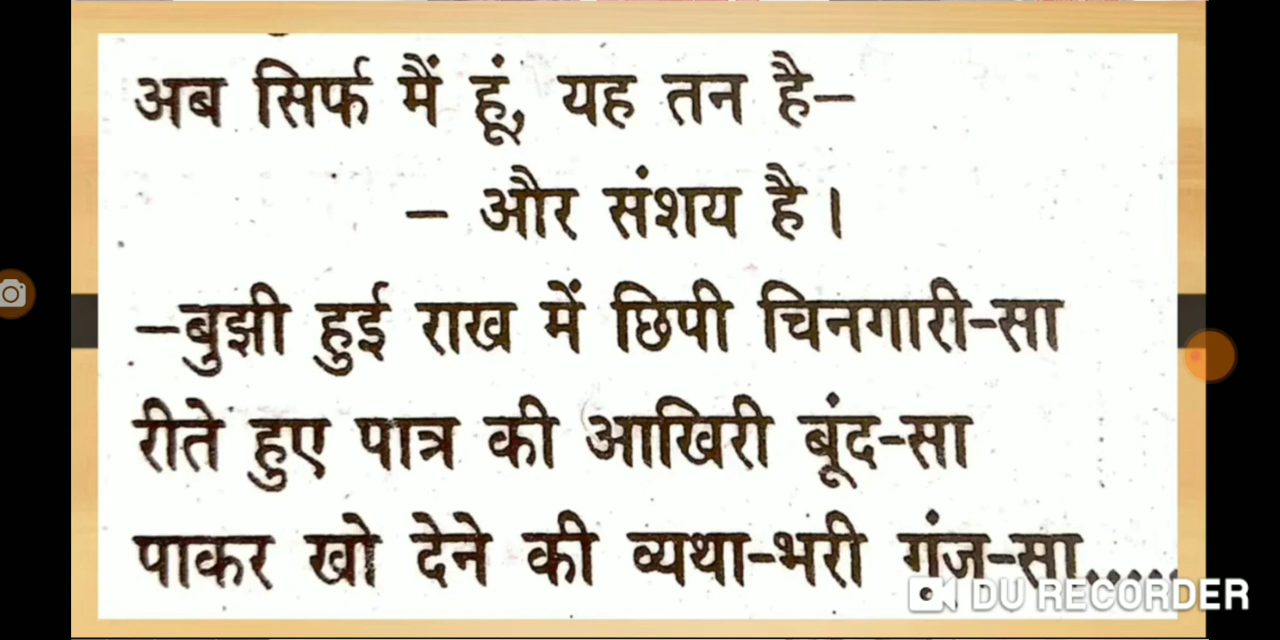 अब सिर्फ मैं हूं, यह तन है—
— और संशय है।
—बुझी हुई राख में छिपी चिनगारी-सा
रीते हुए पात्र की आखिरी बूंद-सा
पाकर खो देने की व्यथा-भरी गूंज-सा.....
DU RECORDER